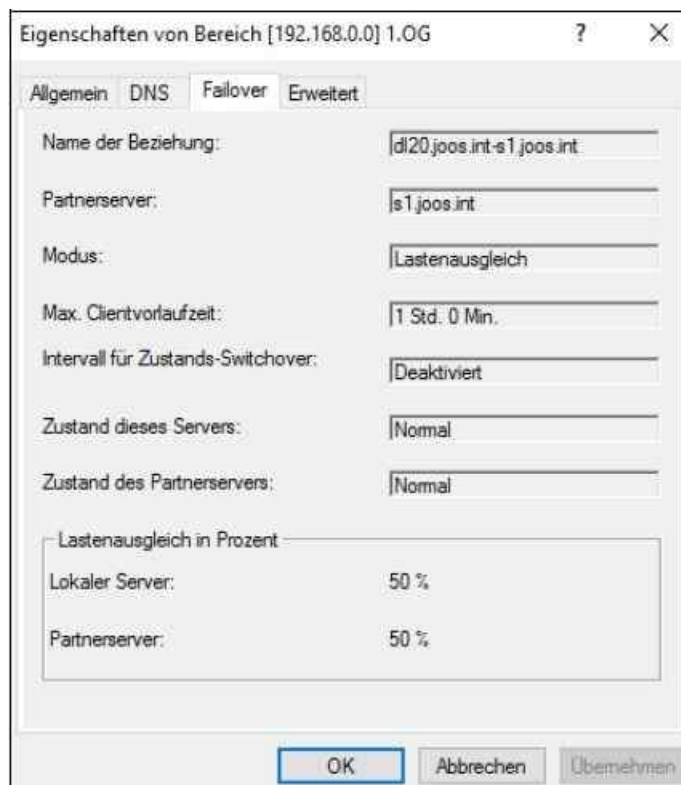 Eigenschaften von Bereich [192.168.0.0] 1.OG ? X
Allgemein DNS Failover Erweitert
Name der Beziehung: dl20.joos.int-s1.joos.int
Partnerserver: s1.joos.int
Modus: Lastenausgleich
Max. Clientvorlaufzeit: 1 Std. 0 Min.
Intervall für Zustands-Switchover: Deaktiviert
Zustand dieses Servers: Normal
Zustand des Partnerservers: Normal
Lastenausgleich in Prozent
Lokaler Server: 50 %
Partnerserver: 50 %
OK Abbrechen Übernehmen